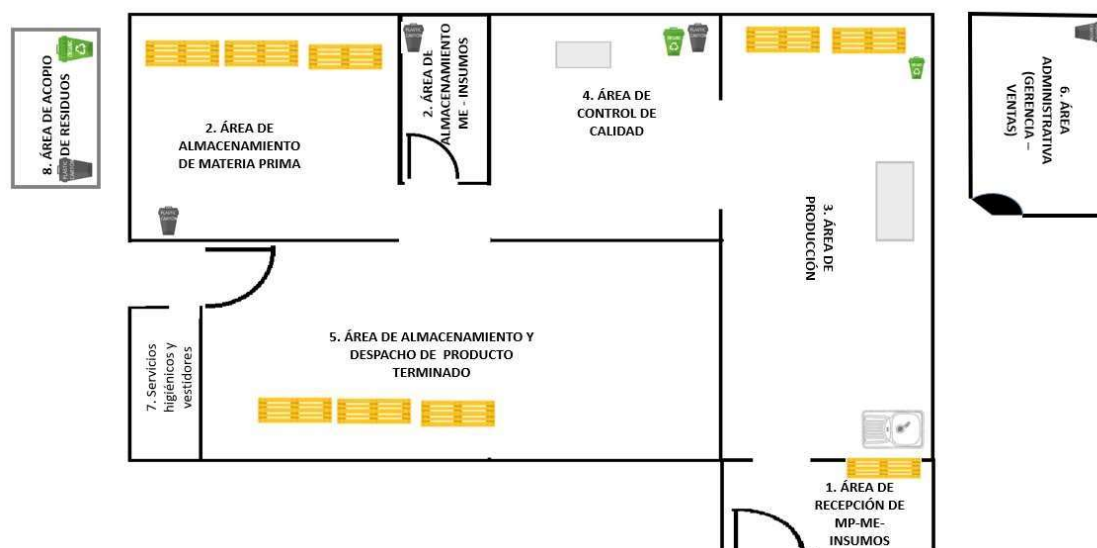 8. ÁREA DE ACOPIO
DE RESIDUOS
2. ÁREA DE
ALMACENAMIENTO
DE MATERIA PRIMA
2. ÁREA DE
ALMACENAMIENTO
ME - INSUMOS
4. ÁREA DE
CONTROL DE
CALIDAD
3. ÁREA DE
PRODUCCIÓN
6. ÁREA
ADMINISTRATIVA
(GERENCIA –
VENTAS)
5. ÁREA DE ALMACENAMIENTO Y
DESPACHO DE PRODUCTO
TERMINADO
7. Servicios
higiénicos y
vestidores
1. ÁREA DE
RECEPCIÓN DE
MP-ME-
INSUMOS